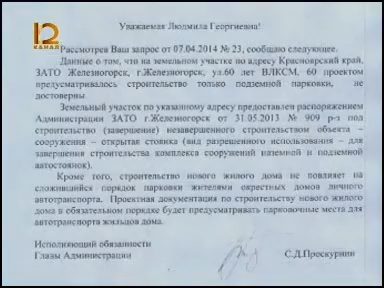 12
КАНАЛ
Уважаемая Людмила Георгиевна!
Рассмотрев Ваш запрос от 07.04.2014 № 23, сообщаю следующее.
Данные о том, что на земельном участке по адресу Красноярский край,
ЗАТО Железногорск, г.Железногорск, ул.60 лет ВЛКСМ, 60 проектом
предусматривалось строительство только подземной парковки, не
достоверны.
Земельный участок по указанному адресу предоставлен распоряжением
Администрации ЗАТО г.Железногорск от 31.05.2013 № 909 р-з под
строительство (завершение) незавершенного строительством объекта –
сооружения – открытая стоянка (вид разрешенного использования – для
завершения строительства комплекса сооружений наземной и подземной
автостоянок).
Кроме того, строительство нового жилого дома не повлияет на
сложившийся порядок парковки жителями окрестных домов личного
автотранспорта. Проектная документация по строительству нового жилого
дома в обязательном порядке будет предусматривать парковочные места для
автотранспорта жильцов дома.
Исполняющий обязанности
Главы Администрации
С.Д.Проскурнин